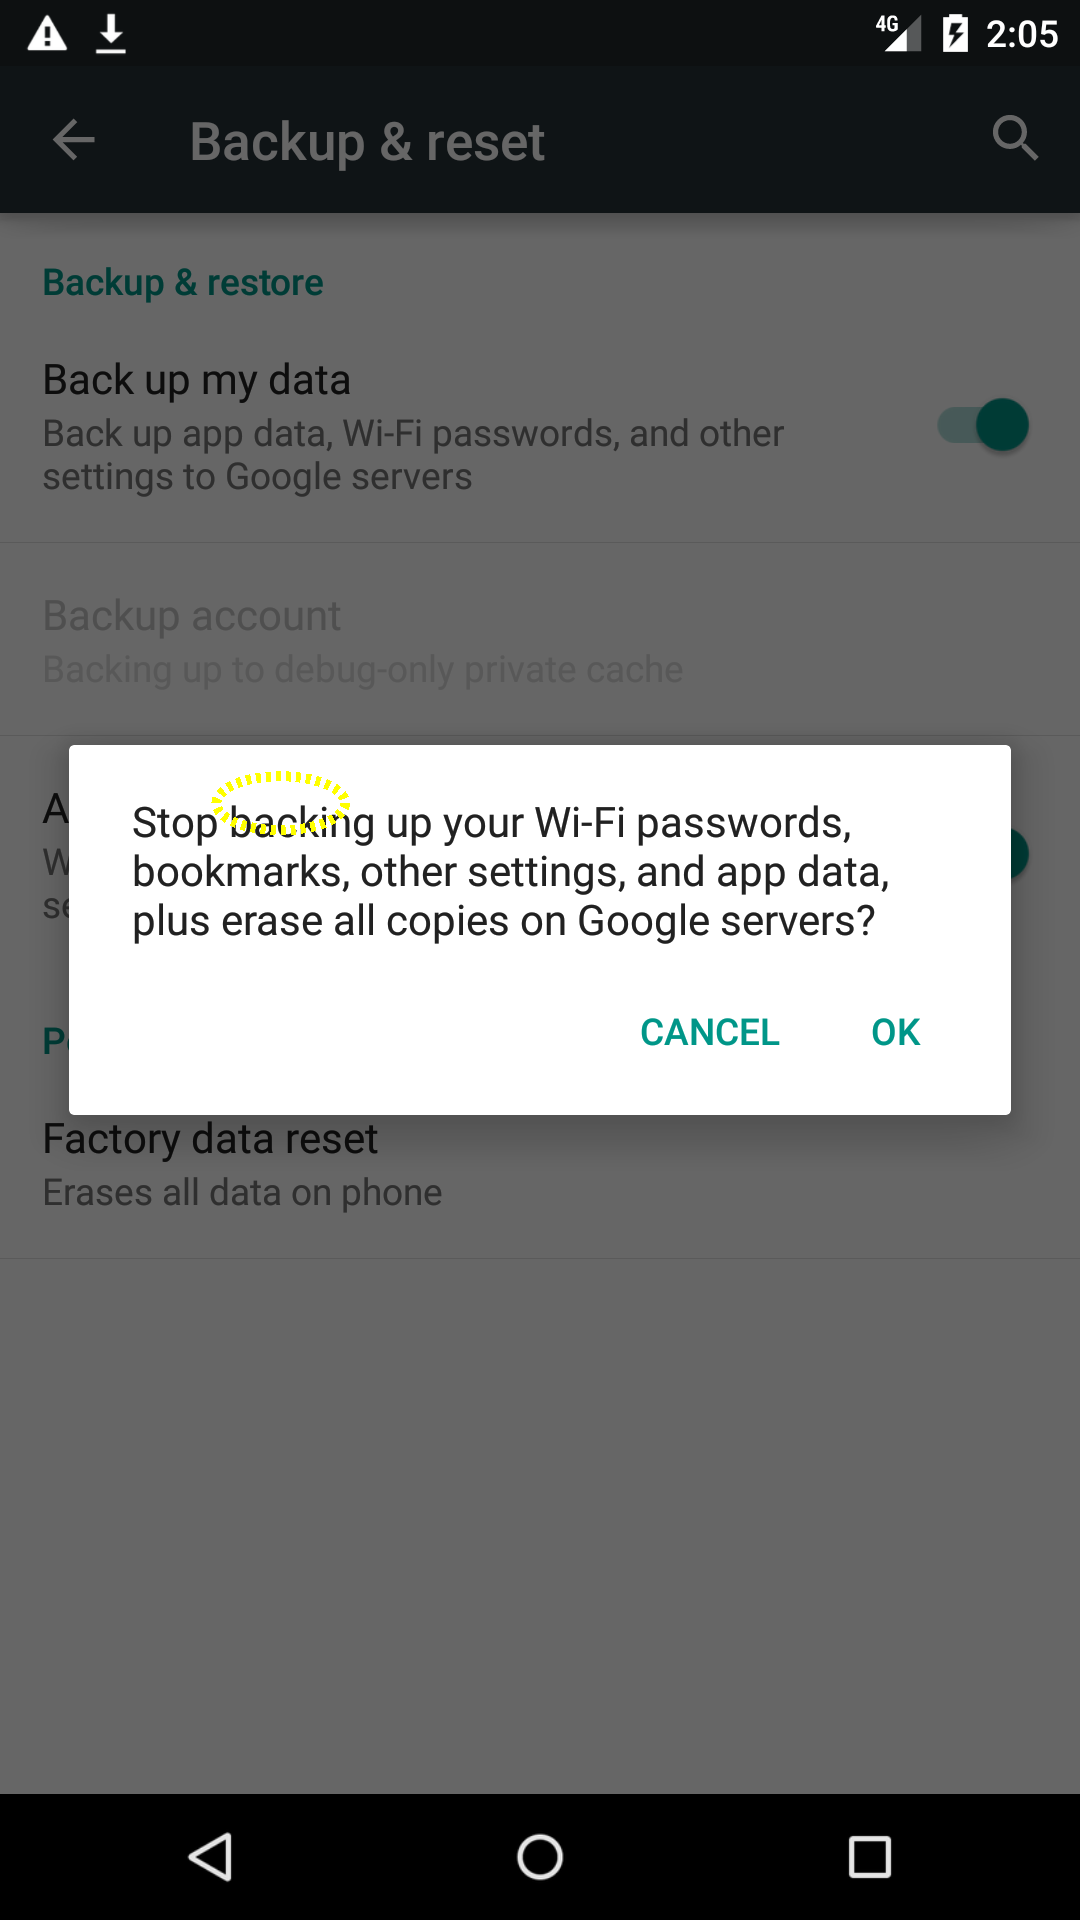 4G 2:05
Backup & reset
Backup & restore
Back up my data
Back up app data, Wi-Fi passwords, and other
settings to Google servers
Backup account
Backing up to debug-only private cache
Stop backing up your Wi-Fi passwords,
bookmarks, other settings, and app data,
plus erase all copies on Google servers?
CANCEL OK
Factory data reset
Erases all data on phone